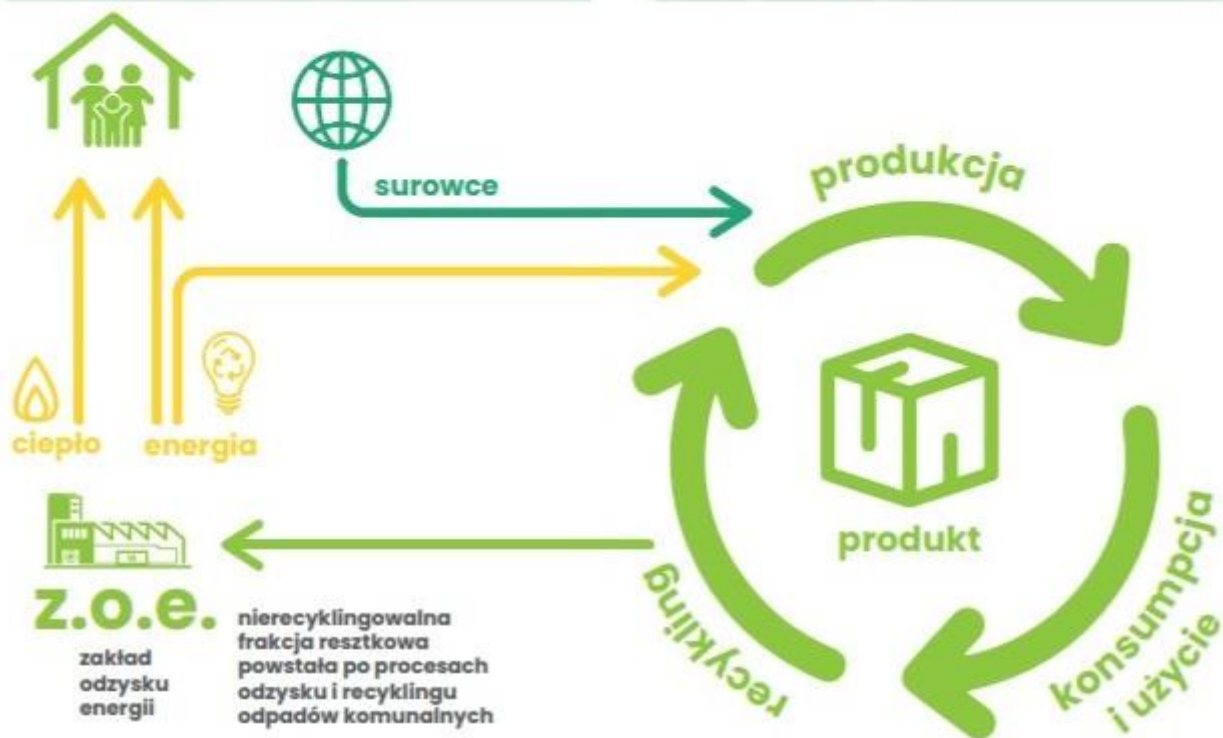 surowce
produkcja
ciepło
energia
produkt
konsumpcja
i użycie
recykling
z.o.e.
zakład
odzysku
energii
nierecyklingowalna
frakcja resztkowa
powstała po procesach
odzysku i recyklingu
odpadów komunalnych